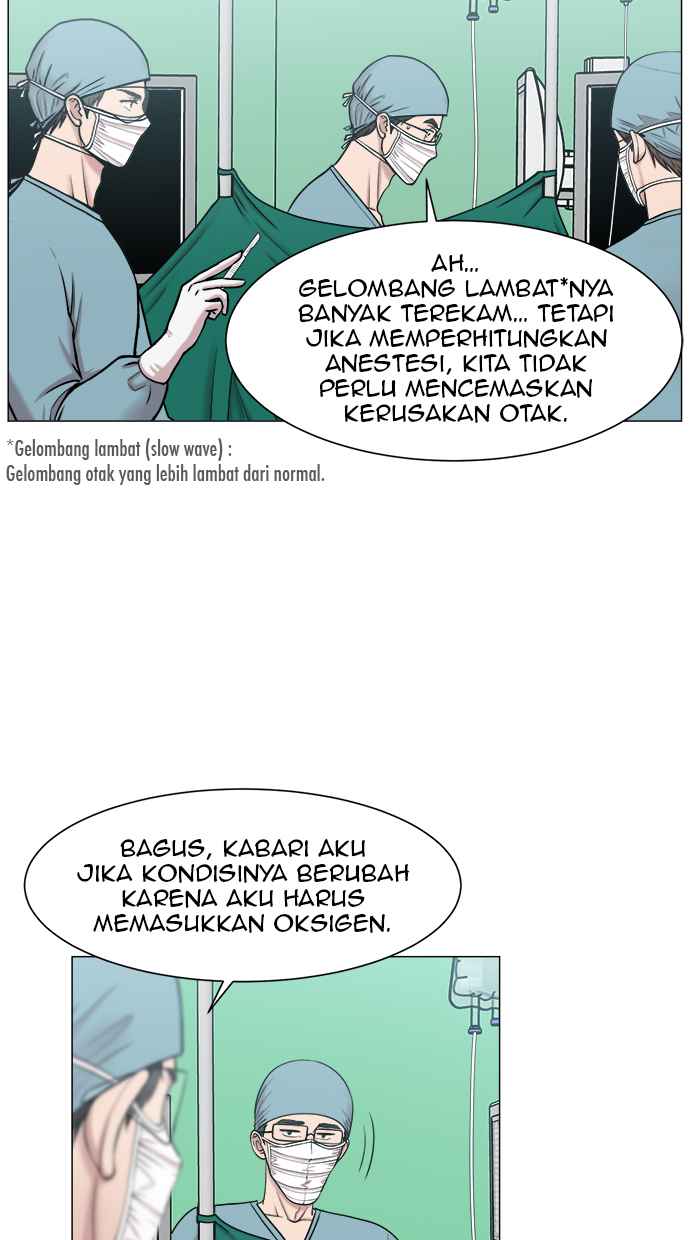 AH...
GELOMBANG LAMBAT*NYA
BANYAK TEREKAM... TETAPI
JIKA MEMPERHITUNGKAN
ANESTESI, KITA TIDAK
PERLU MENCEMASKAN
KERUSAKAN OTAK.
*Gelombang lambat (slow wave) :
Gelombang otak yang lebih lambat dari normal.
BAGUS, KABARI AKU
JIKA KONDISINYA BERUBAH
KARENA AKU HARUS
MEMASUKKAN OKSIGEN.